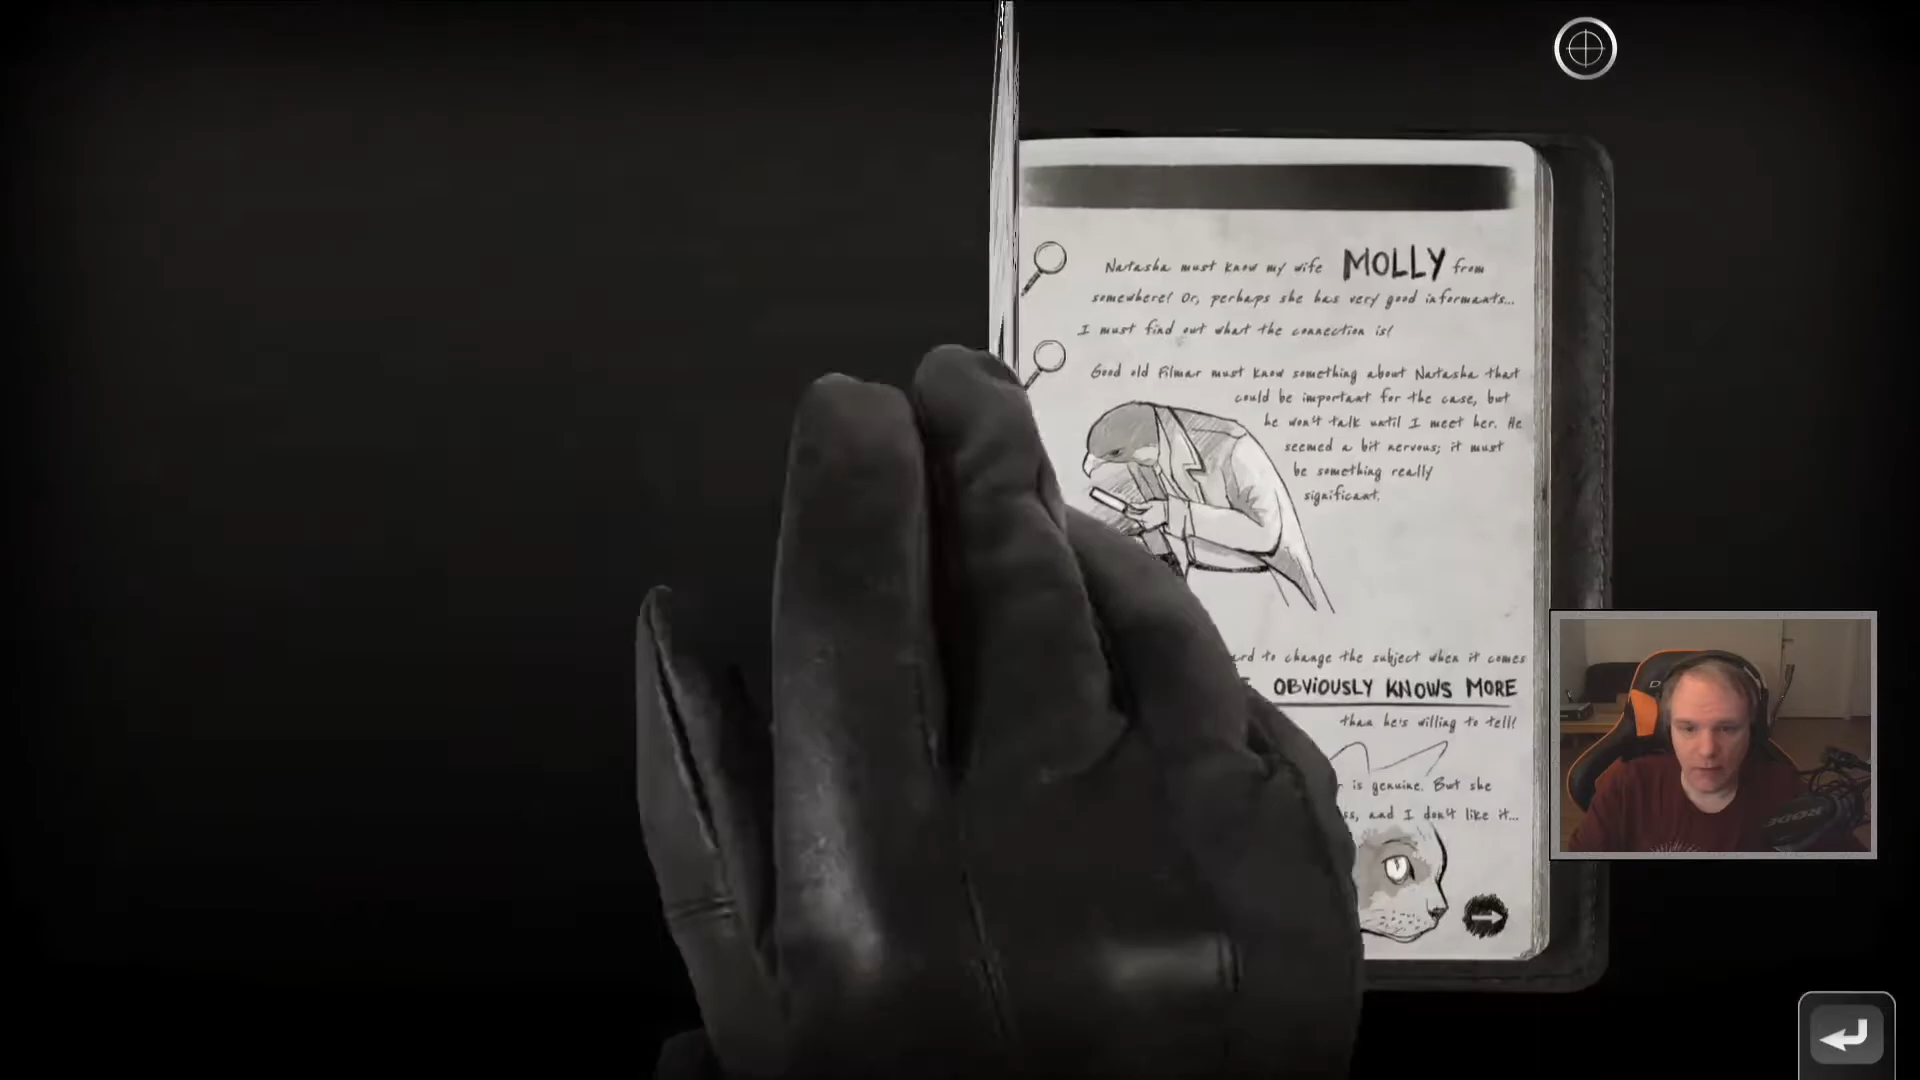 Natasha must know my wife MOLLY from
somewhere! Or, perhaps she has very good informants...
I must find out what the connection is!
Good old Filmar must know something about Natasha that
could be important for the case, but
he won't talk until I meet her. He
seemed a bit nervous; it must
be something really
significant.
to change the subject when it comes
OBVIOUSLY KNOWS MORE
than he's willing to tell!
is genuine. But she
and I don't like it...
RODE